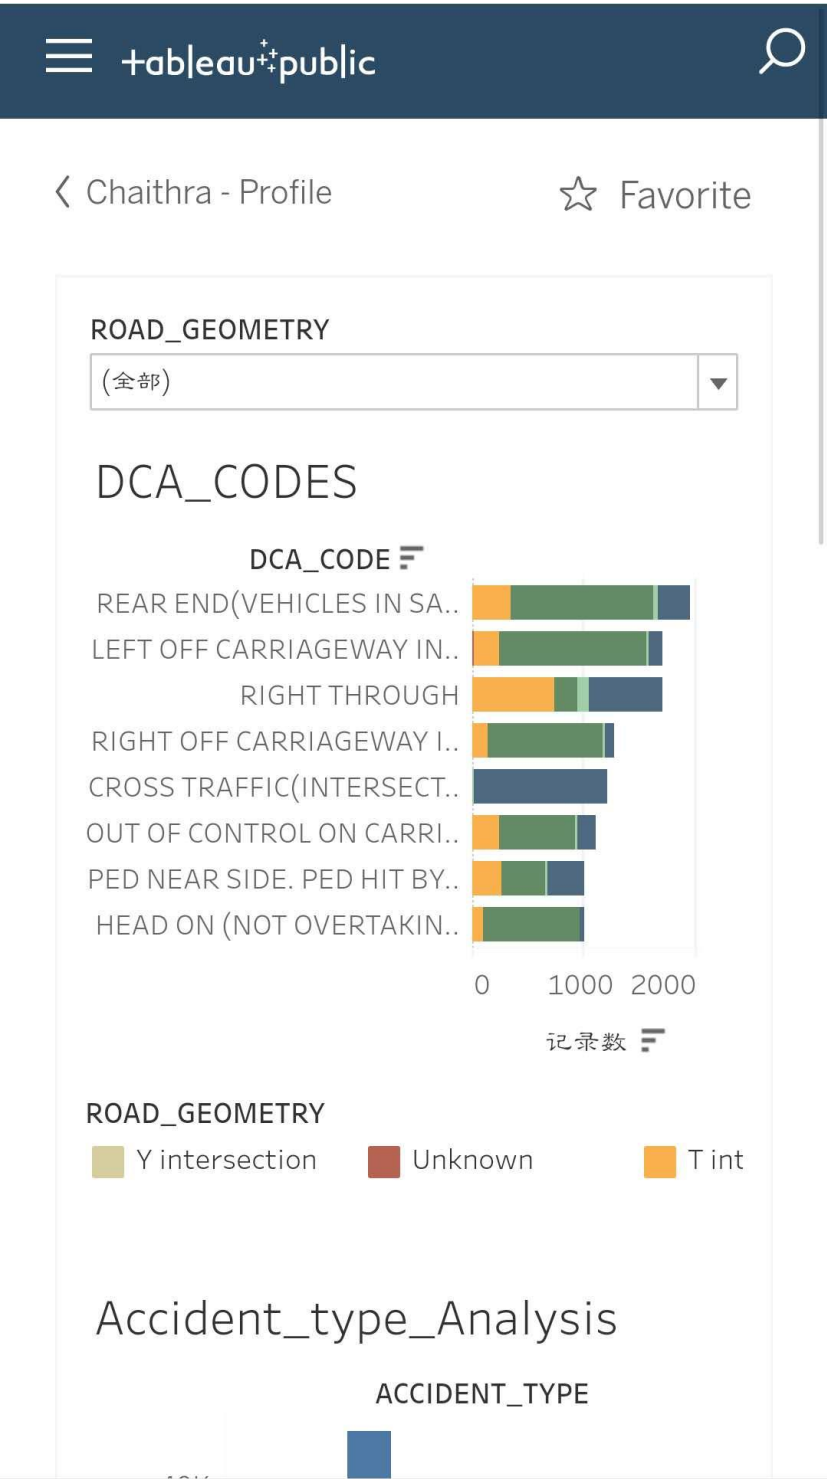 +ableau public
Chaithra - Profile
Favorite
ROAD_GEOMETRY
(全部)
DCA_CODES
DCA_CODE
REAR END(VEHICLES IN SA..
LEFT OFF CARRIAGEWAY IN..
RIGHT THROUGH
RIGHT OFF CARRIAGEWAY I..
CROSS TRAFFIC(INTERSECT..
OUT OF CONTROL ON CARRI..
PED NEAR SIDE. PED HIT BY..
HEAD ON (NOT OVERTAKIN..
0 1000 2000
记录数
ROAD_GEOMETRY
Y intersection Unknown T int
Accident_type_Analysis
ACCIDENT_TYPE